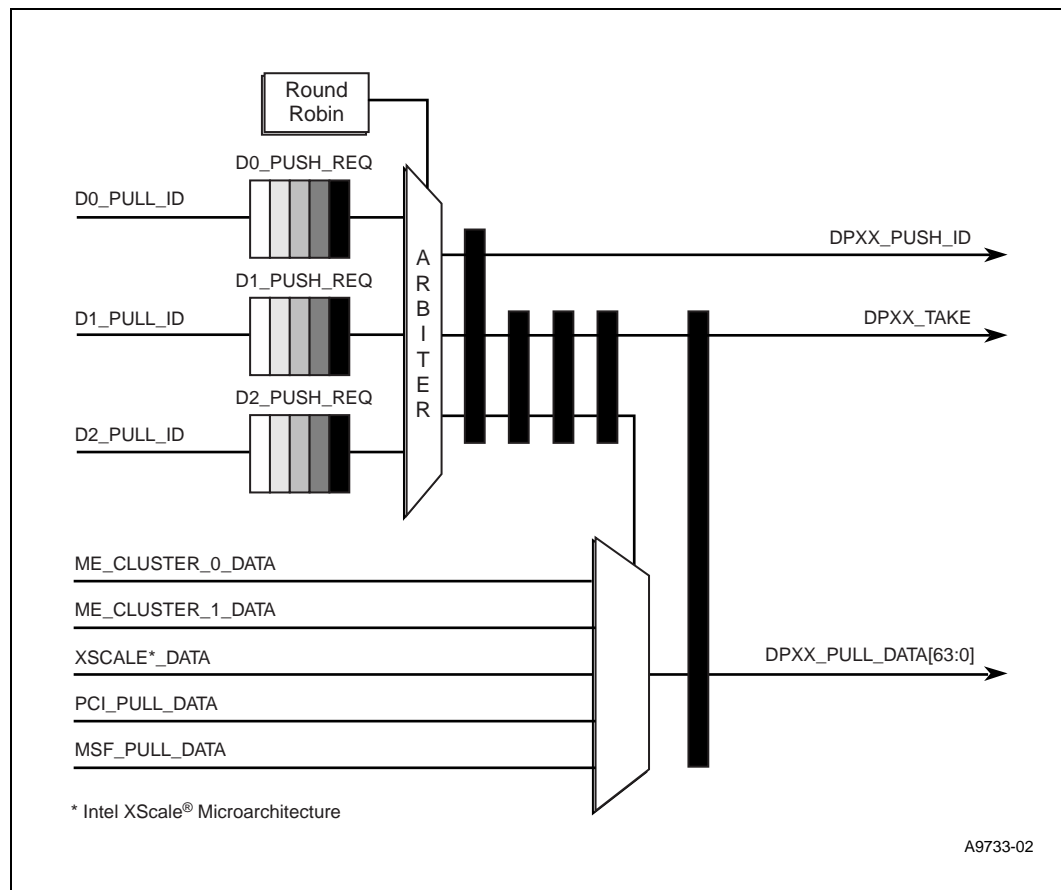 Round
Robin
D0_PUSH_REQ
D0_PULL_ID
DPXX_PUSH_ID
D1_PUSH_REQ
D1_PULL_ID
DPXX_TAKE
D2_PUSH_REQ
D2_PULL_ID
ARBITER
ME_CLUSTER_0_DATA
ME_CLUSTER_1_DATA
XSCALE*_DATA
DPXX_PULL_DATA[63:0]
PCI_PULL_DATA
MSF_PULL_DATA
* Intel XScale® Microarchitecture
A9733-02